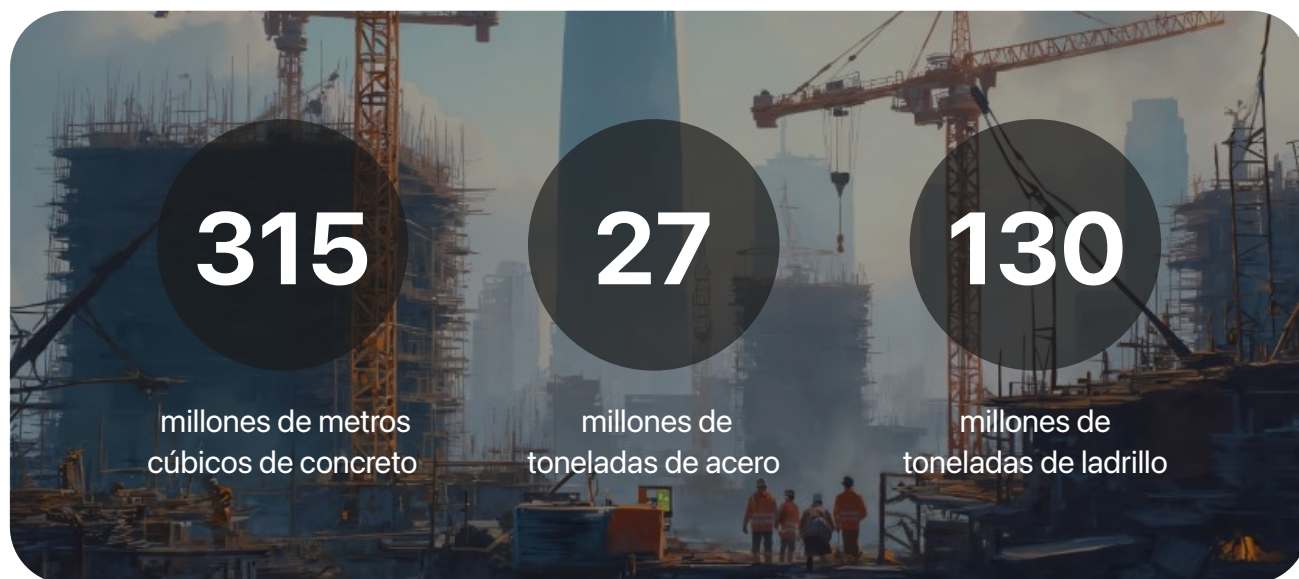 315
millones de metros
cúbicos de concreto
27
millones de
toneladas de acero
130
millones de
toneladas de ladrillo